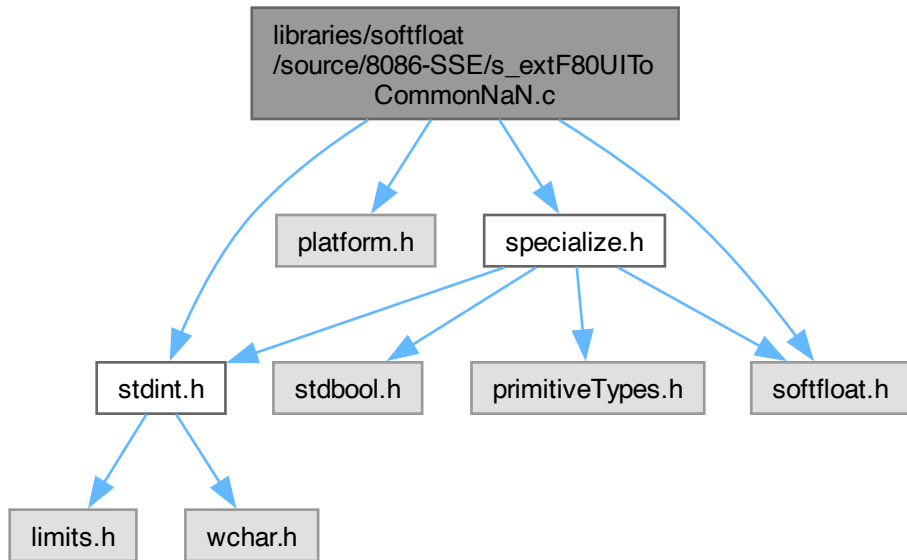 libraries/softfloat
/source/8086-SSE/s_extF80UITo
CommonNaN.c
platform.h
specialize.h
stdint.h
stdbool.h
primitiveTypes.h
softfloat.h
limits.h
wchar.h